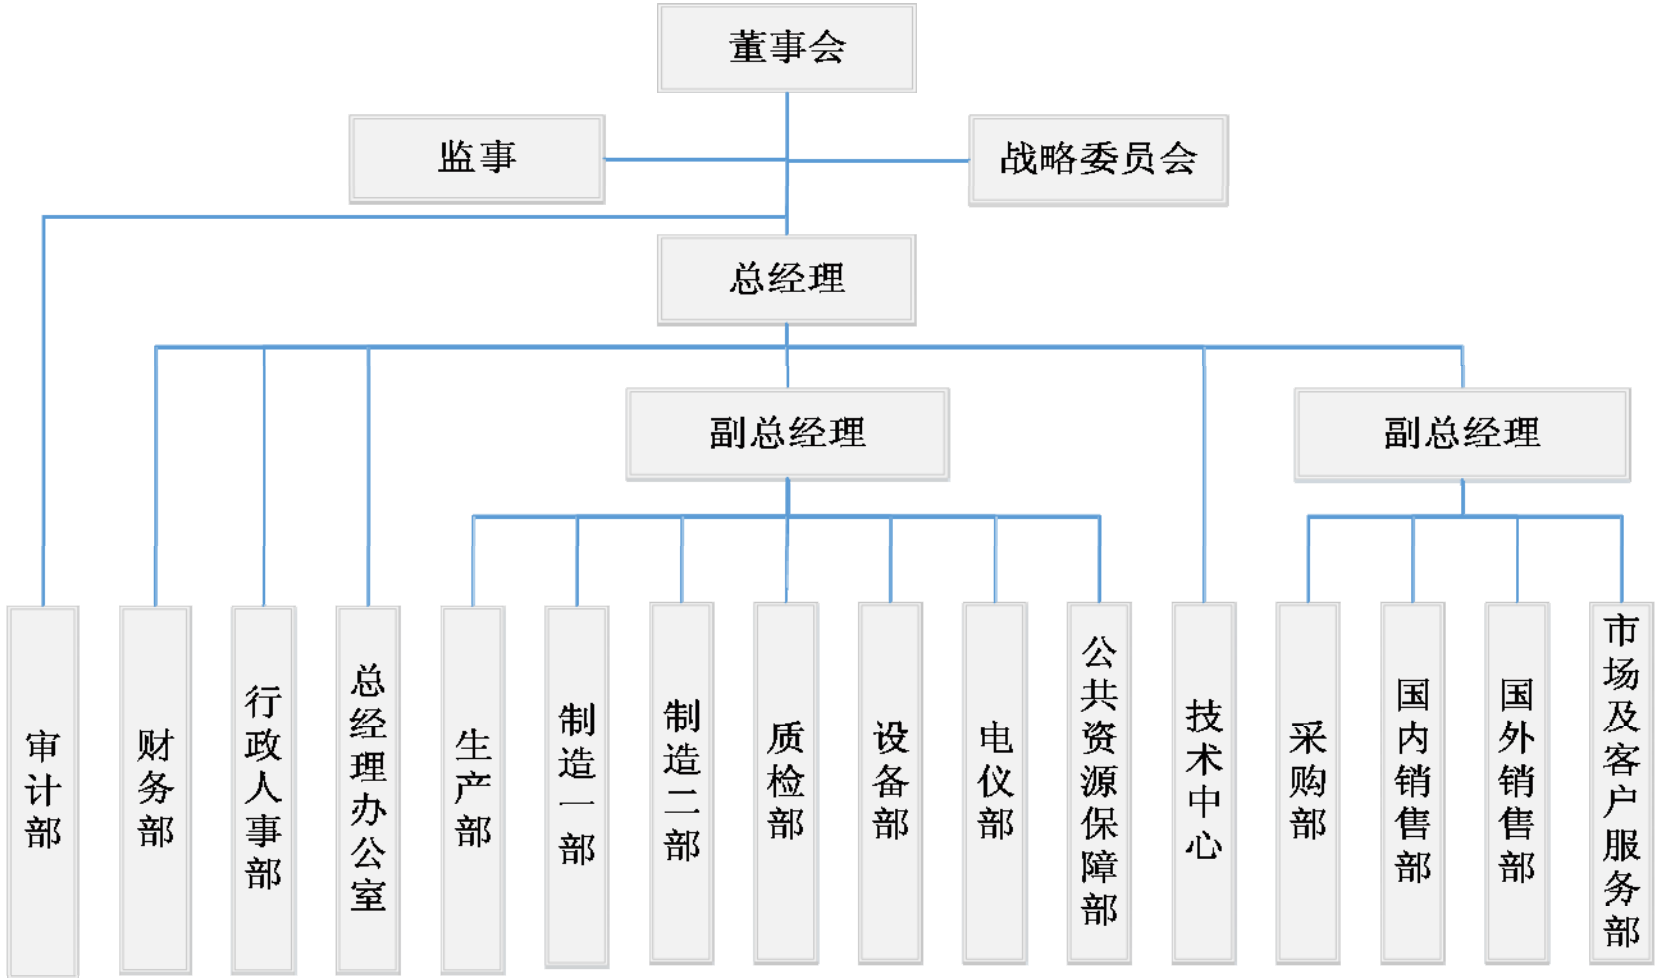 董事会
监事
战略委员会
总经理
副总经理
副总经理
审计部
财务部
行政人事部
总经理办公室
生产部
制造一部
制造二部
质检部
设备部
电仪部
公共资源保障部
技术中心
采购部
国内销售部
国外销售部
市场及客户服务部